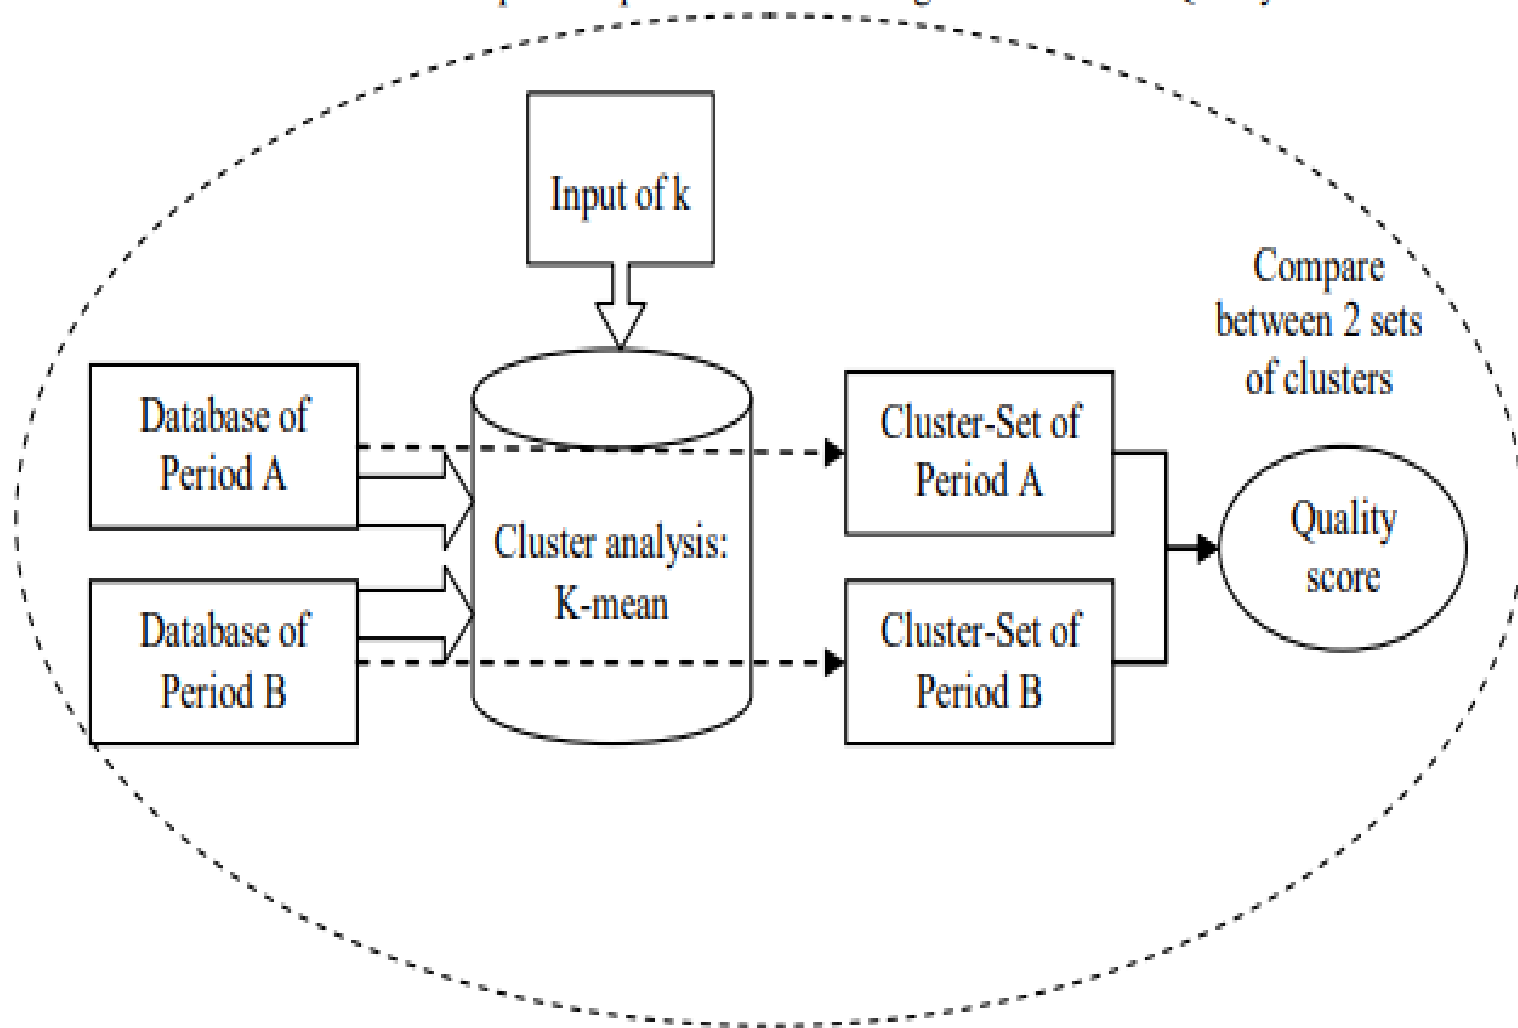 Input of k
Compare
between 2 sets
of clusters
Database of
Period A
Cluster-Set of
Period A
Cluster analysis:
K-mean
Quality
score
Database of
Period B
Cluster-Set of
Period B